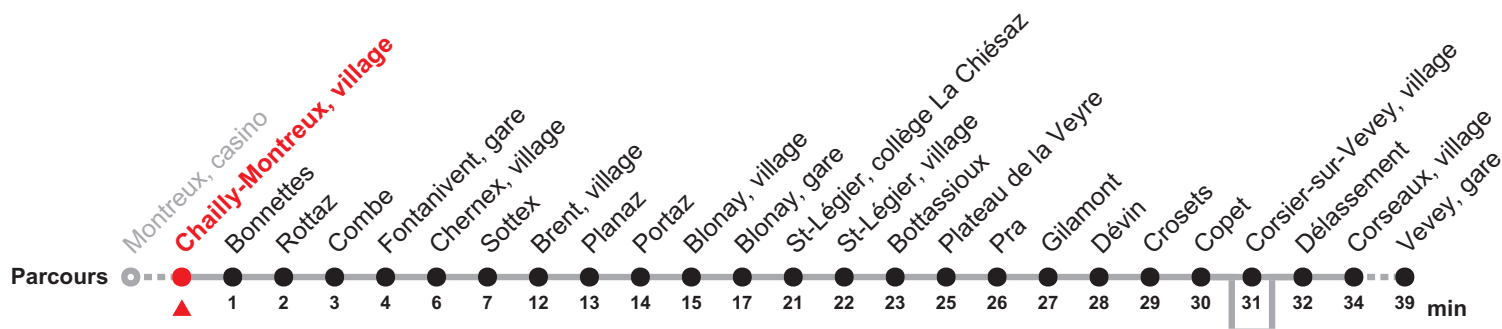 Montreux, casino
Chailly-Montreux, village
Bonnettes
Rottaz
Combe
Fontanivent, gare
Chernex, village
Sottex
Brent, village
Planaz
Portaz
Blonay, village
Blonay, gare
St-Légier, collège La Chiésaz
St-Légier, village
Bottassioux
Plateau de la Veyre
Pra
Gilamont
Dévin
Crosets
Copet
Corsier-sur-Vevey, village
Délassement
Corseaux, village
Vevey, gare
Parcours
1 2 3 4 6 7 12 13 14 15 17 21 22 23 25 26 27 28 29 30 31 32 34 39 min